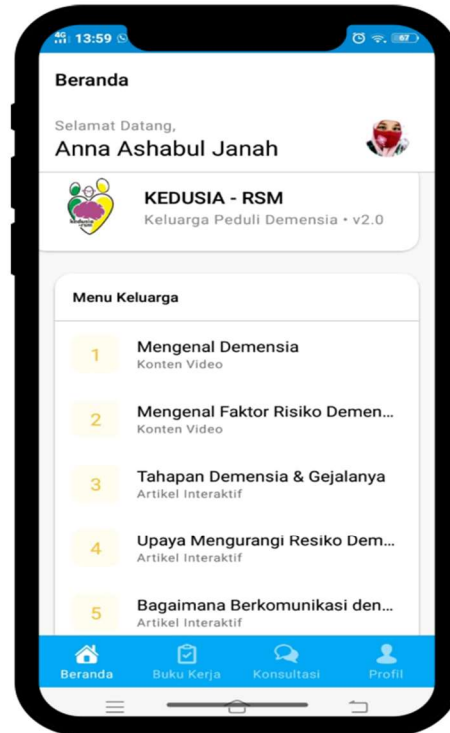 4G 13:59 67
Beranda
Selamat Datang,
Anna Ashabul Janah
KEDUSIA - RSM
Keluarga Peduli Demensia • v2.0
Menu Keluarga
1 Mengenal Demensia
Konten Video
2 Mengenal Faktor Risiko Demen...
Konten Video
3 Tahapan Demensia & Gejalanya
Artikel Interaktif
4 Upaya Mengurangi Resiko Dem...
Artikel Interaktif
5 Bagaimana Berkomunikasi den...
Artikel Interaktif
Beranda Buku Kerja Konsultasi Profil